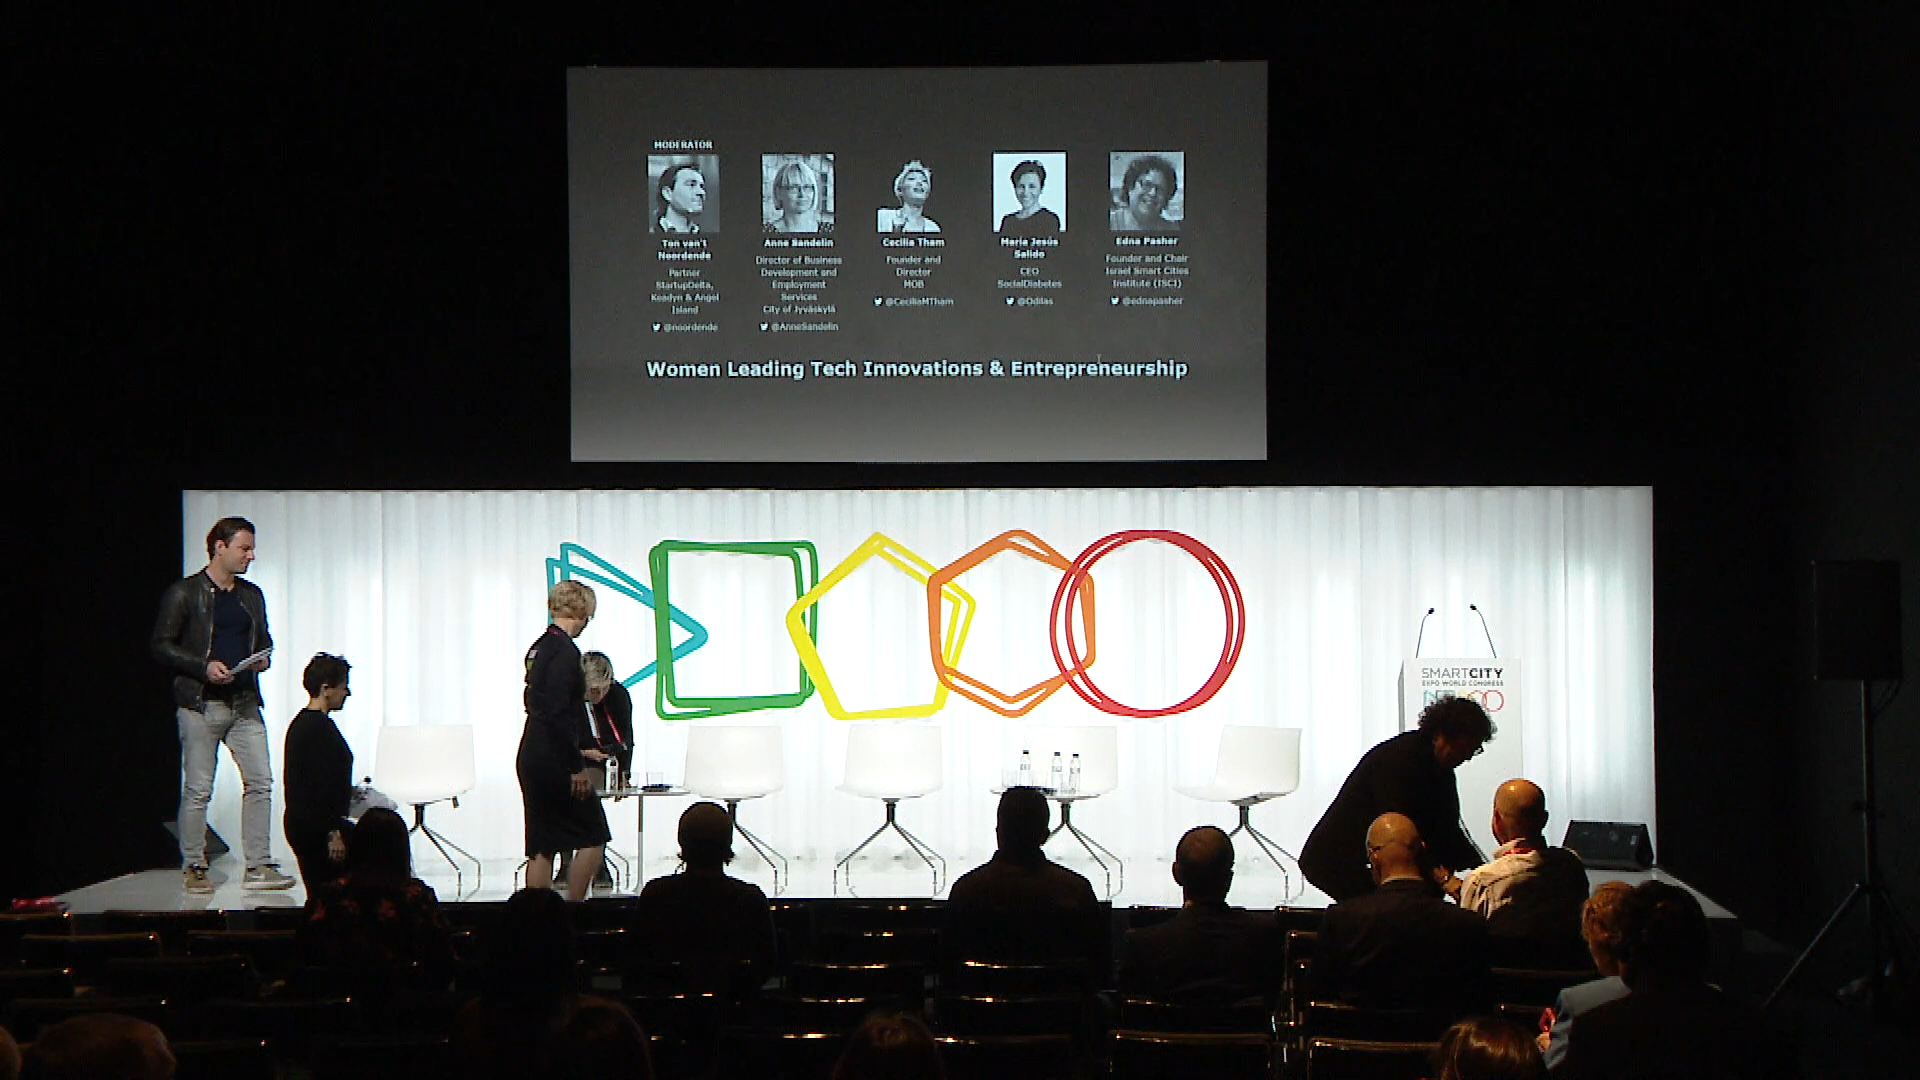 MODERATOR
Ton van't
Noordende
Partner
StartupDelta,
Keadyn & Angel
Island
@noordende
Anne Sandelin
Director of Business
Development and
Employment
Services
City of Jyväskylä
@AnneSandelin
Cecilia Tham
Founder and
Director
MOB
@CeciliaMTham
Maria Jesús
Salido
CEO
SocialDiabetes
@Odilas
Edna Pasher
Founder and Chair
Israel Smart Cities
Institute (ISCI)
@ednapasher
Women Leading Tech Innovations & Entrepreneurship
SMARTCITY
EXPO WORLD CONGRESS